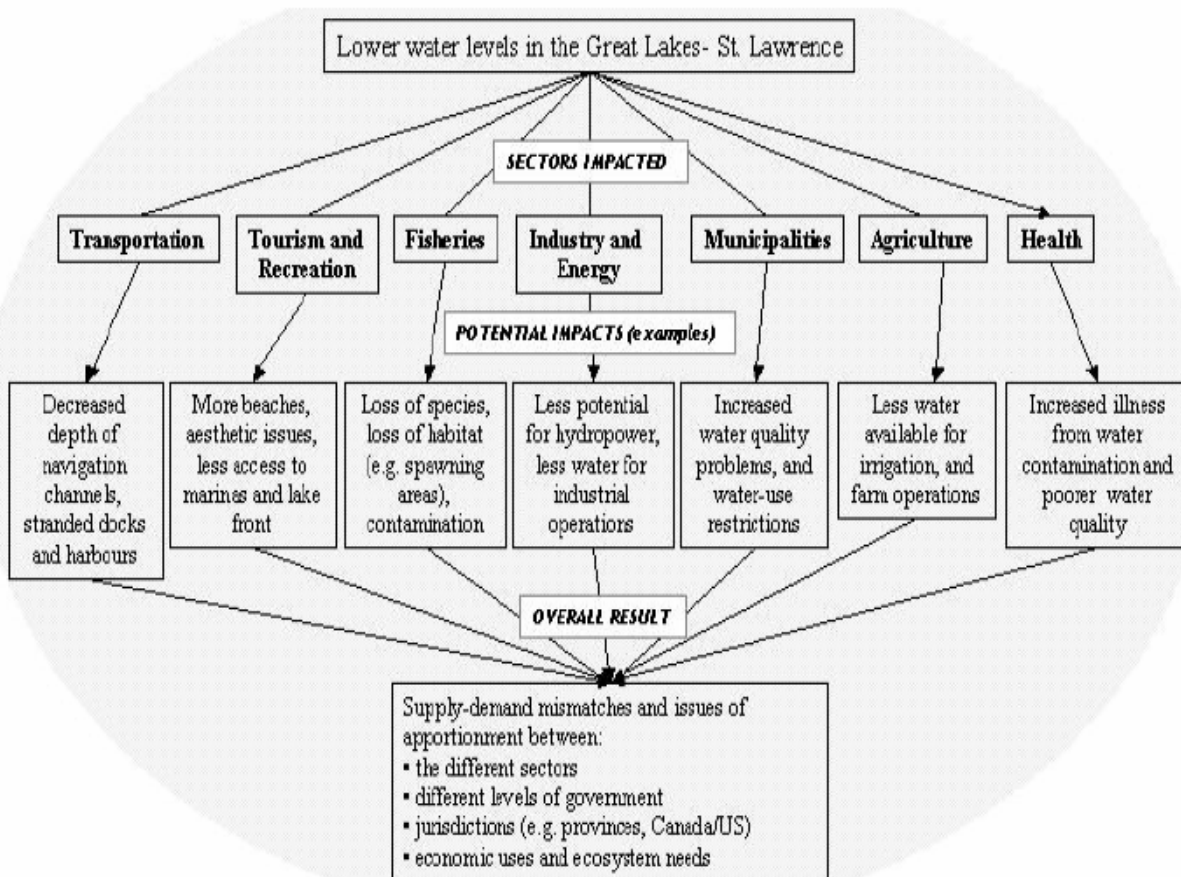 Lower water levels in the Great Lakes- St. Lawrence
SECTORS IMPACTED
Transportation
Tourism and
Recreation
Fisheries
Industry and
Energy
Municipalities
Agriculture
Health
POTENTIAL IMPACTS (examples)
Decreased
depth of
navigation
channels,
stranded docks
and harbours
More beaches,
aesthetic issues,
less access to
marinas and lake
front
Loss of species,
loss of habitat
(e.g. spawning
areas),
contamination
Less potential
for hydropower,
less water for
industrial
operations
Increased
water quality
problems, and
water-use
restrictions
Less water
available for
irrigation, and
farm operations
Increased illness
from water
contamination and
poorer water
quality
OVERALL RESULT
Supply-demand mismatches and issues of
apportionment between:
▪ the different sectors
▪ different levels of government
▪ jurisdictions (e.g. provinces, Canada/US)
▪ economic uses and ecosystem needs